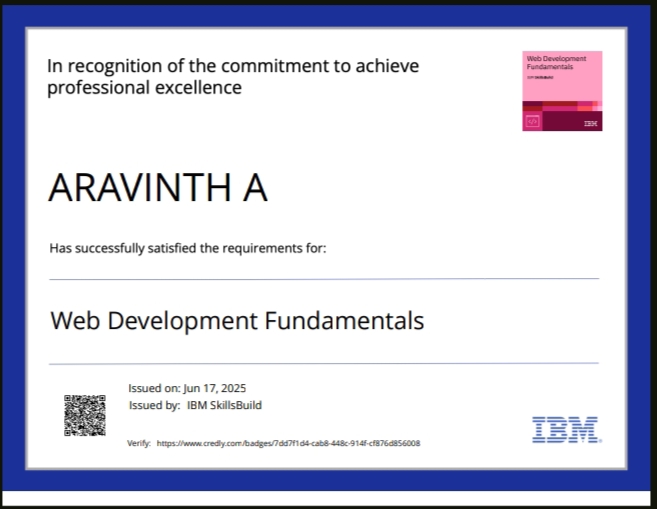 In recognition of the commitment to achieve
professional excellence
Web Development
Fundamentals
IBM SkillsBuild
IBM
ARAVINTH A
Has successfully satisfied the requirements for:
Web Development Fundamentals
Issued on: Jun 17, 2025
Issued by: IBM SkillsBuild
Verify: https://www.credly.com/badges/7dd7f1d4-cab8-448c-914f-cf876d856008
IBM